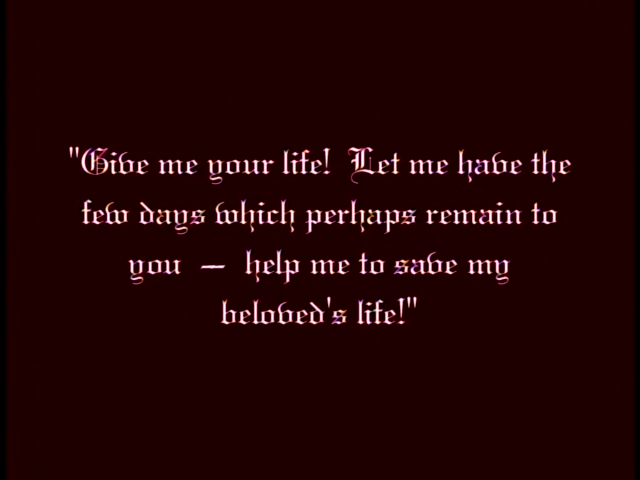 "Give me your life! Let me have the
few days which perhaps remain to
you — help me to save my
beloved's life!"